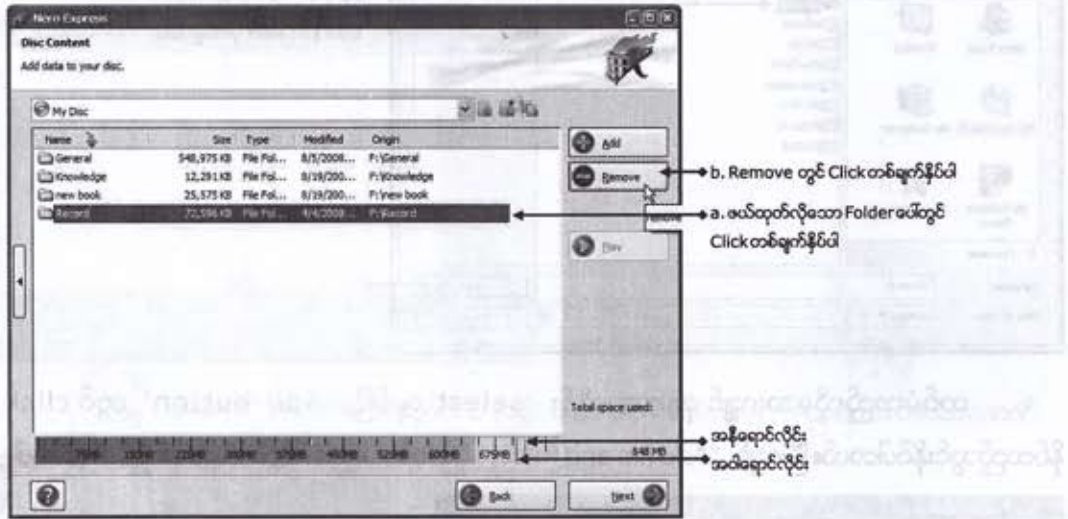 Nero Express
Disc Content
Add data to your disc.
My Disc
Name Size Type Modified Origin
General 548,975 KB File Fol... 8/5/2008... F:\General
Knowledge 12,291 KB File Fol... 8/19/200... F:\Knowledge
new book 25,575 KB File Fol... 8/19/200... F:\new book
Record 72,596 KB File Fol... 4/4/2008... F:\Record
Add
Remove
b. Remove တွင် Click တစ်ချက်နှိပ်ပါ
a. ဖယ်ထုတ်လိုသော Folder ပေါ်တွင်
Click တစ်ချက်နှိပ်ပါ
Play
Total space used:
အနီရောင်လိုင်း
အဝါရောင်လိုင်း
648 MB
Back
Next